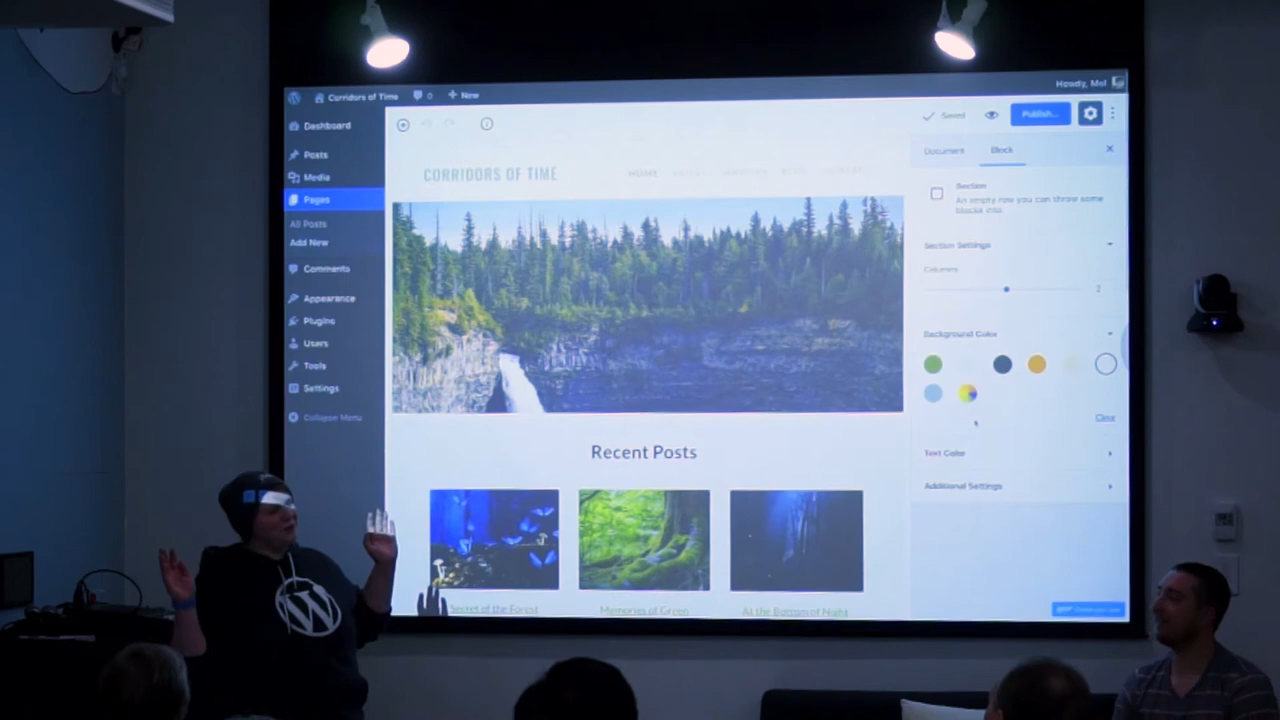 Corridors of Time 0 New
Howdy, Mel
Dashboard
Posts
Media
Pages
All Posts
Add New
Comments
Appearance
Plugins
Users
Tools
Settings
Collapse Menu
Saved
Publish...
CORRIDORS OF TIME
HOME
Recent Posts
Secret of the Forest
Memories of Green
At the Bottom of Night
Document Block
Section
An empty row you can throw some
blocks into.
Section Settings
Columns
2
Background Color
Clear
Text Color
Additional Settings
W